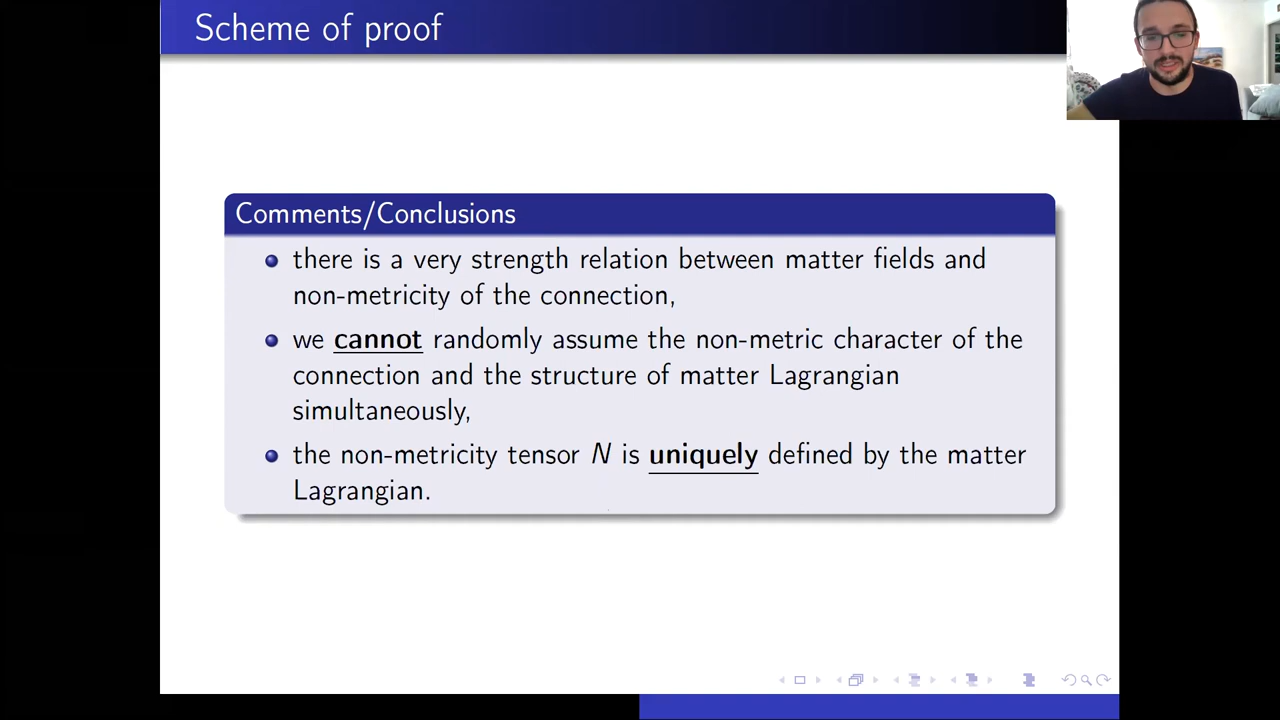 Scheme of proof
Comments/Conclusions
there is a very strength relation between matter fields and
non-metricity of the connection,
we cannot randomly assume the non-metric character of the
connection and the structure of matter Lagrangian
simultaneously,
the non-metricity tensor N is uniquely defined by the matter
Lagrangian.